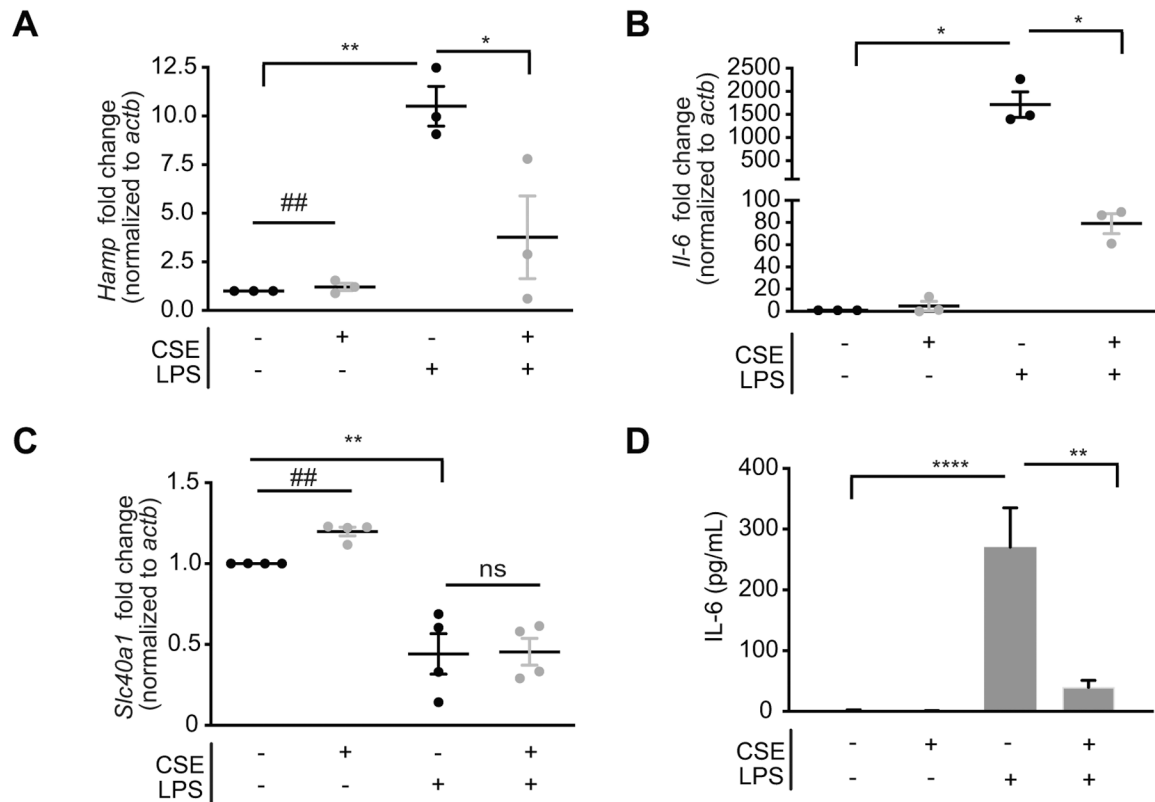 A
Hamp fold change
(normalized to actb)
12.5
10.0
7.5
5.0
2.5
0.0
**
*
##
CSE - + - +
LPS - - + +
B
Il-6 fold change
(normalized to actb)
2500
2000
1500
1000
500
100
80
60
40
20
0
*
*
CSE - + - +
LPS - - + +
C
Slc40a1 fold change
(normalized to actb)
1.5
1.0
0.5
0
**
##
ns
CSE - + - +
LPS - - + +
D
IL-6 (pg/mL)
400
300
200
100
0
****
**
CSE - + - +
LPS - - + +